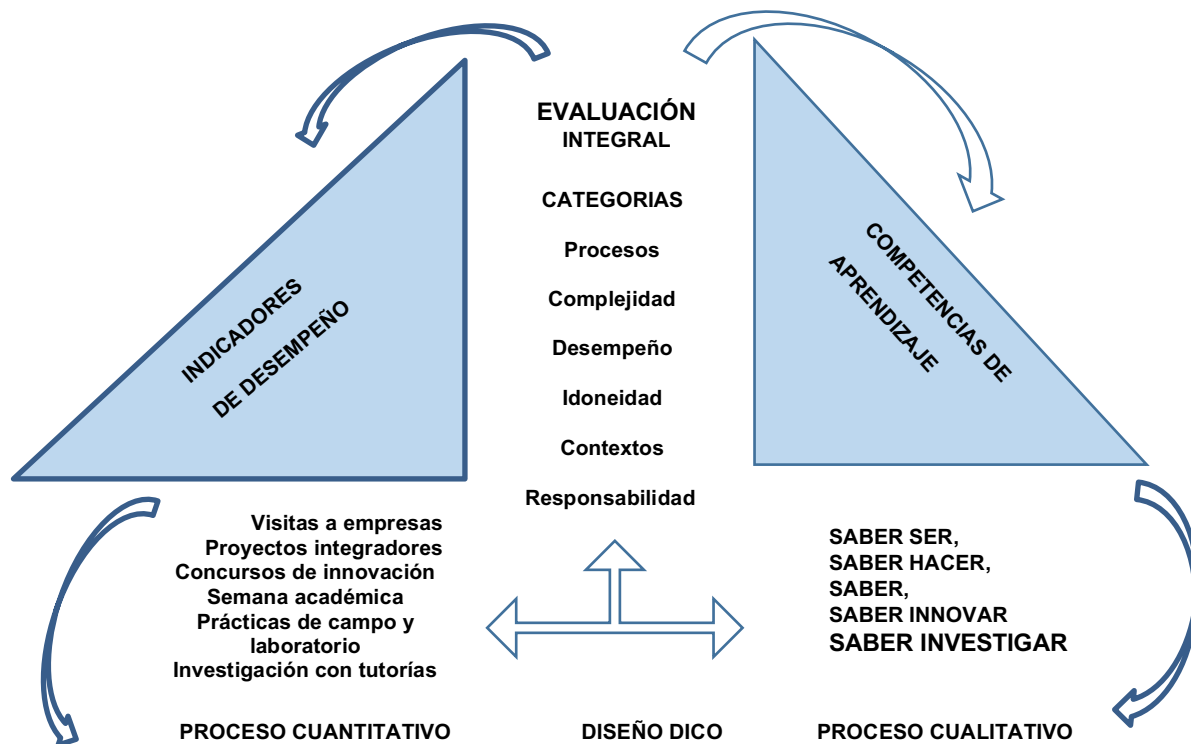 EVALUACIÓN
INTEGRAL
CATEGORIAS
Procesos
Complejidad
Desempeño
Idoneidad
Contextos
Responsabilidad
INDICADORES
DE DESEMPEÑO
COMPETENCIAS DE
APRENDIZAJE
Visitas a empresas
Proyectos integradores
Concursos de innovación
Semana académica
Prácticas de campo y
laboratorio
Investigación con tutorías
SABER SER,
SABER HACER,
SABER,
SABER INNOVAR
SABER INVESTIGAR
PROCESO CUANTITATIVO
DISEÑO DICO
PROCESO CUALITATIVO